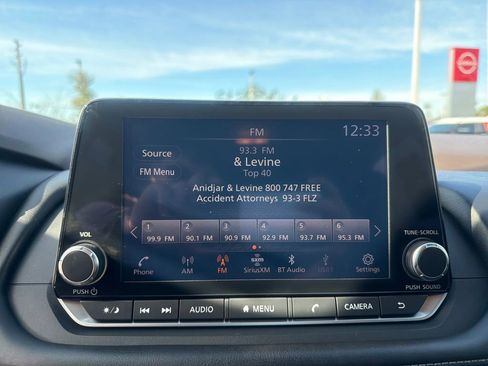 FM
12:33
Source
93.3 FM
& Levine
Top 40
FM Menu
Anidjar & Levine 800 747 FREE
Accident Attorneys 93-3 FLZ
1 2 3 4 5 6
99.9 FM 90.1 FM 90.9 FM 92.9 FM 93.7 FM 95.3 FM
Phone AM FM SiriusXM BT Audio USB1 Settings
VOL
PUSH
TUNE-SCROLL
PUSH SOUND
AUDIO MENU CAMERA